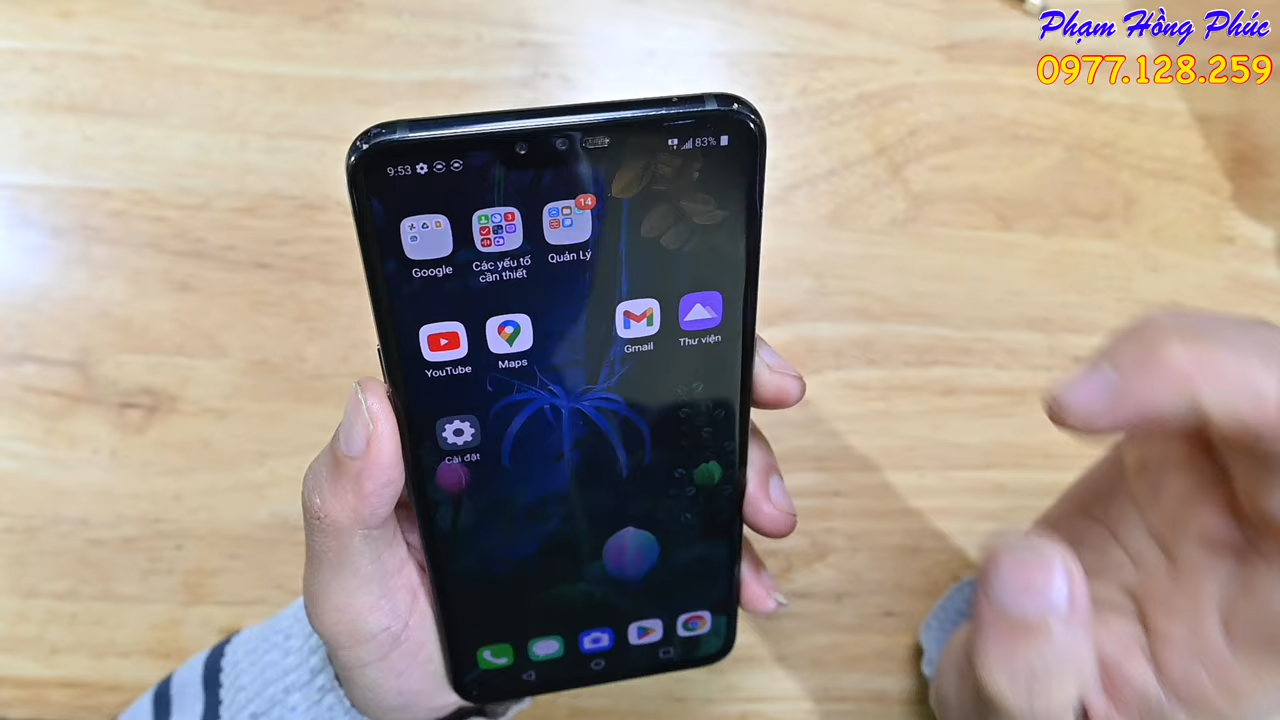 Phạm Hồng Phúc
0977.128.259
9:53
83%
14
Google
Các yếu tố
cần thiết
Quản Lý
YouTube
Maps
Gmail
Thư viện
Cài đặt